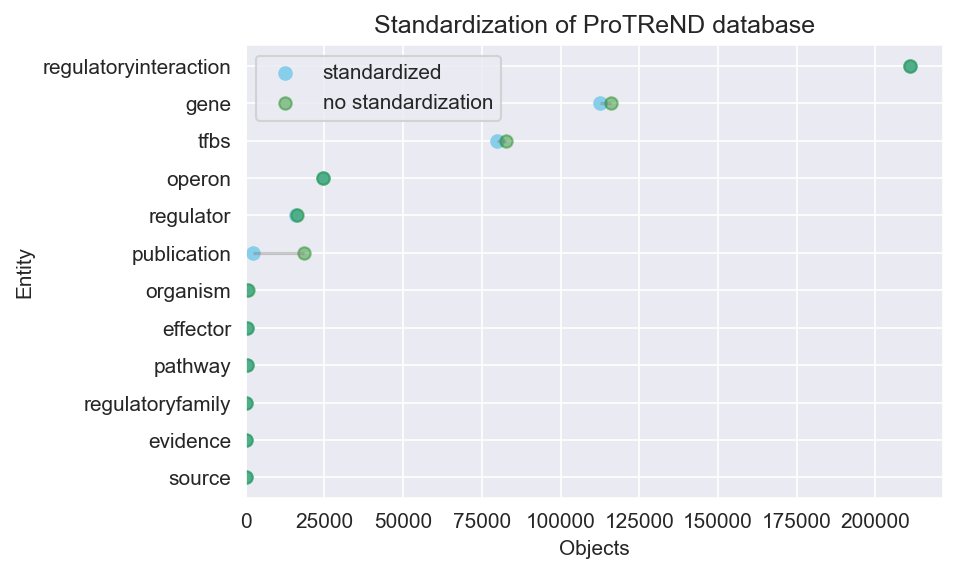 Standardization of ProTReND database
standardized
no standardization
regulatoryinteraction
gene
tfbs
operon
regulator
publication
organism
effector
pathway
regulatoryfamily
evidence
source
Entity
0 25000 50000 75000 100000 125000 150000 175000 200000
Objects